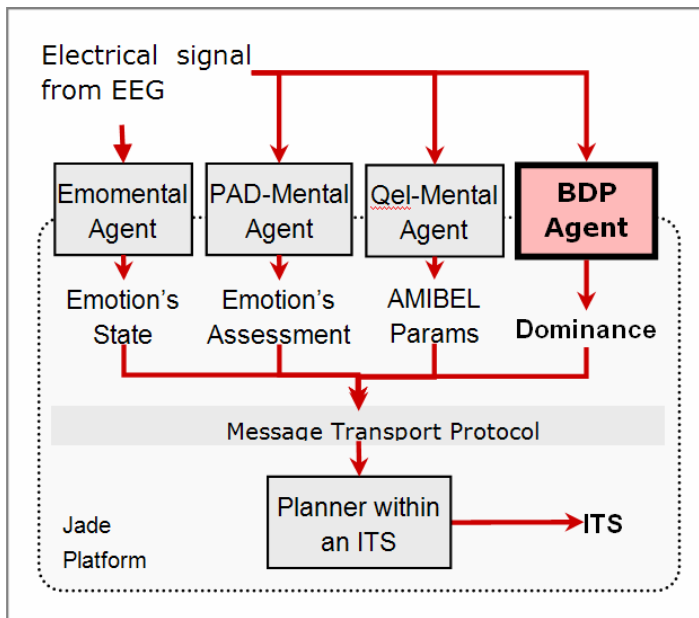 Electrical signal
from EEG
Emomental
Agent
PAD-Mental
Agent
Qel-Mental
Agent
BDP
Agent
Emotion's
State
Emotion's
Assessment
AMIBEL
Params
Dominance
Message Transport Protocol
Planner within
an ITS
ITS
Jade
Platform